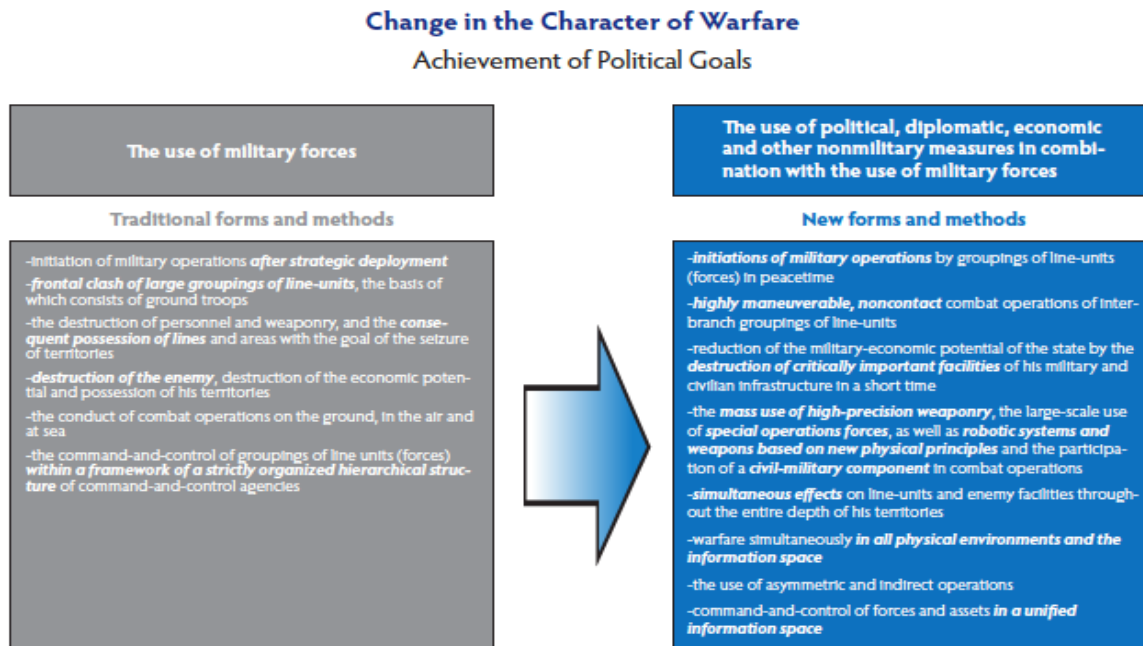 Change in the Character of Warfare
Achievement of Political Goals
The use of military forces
Traditional forms and methods
-initiation of military operations after strategic deployment
-frontal clash of large groupings of line-units, the basis of
which consists of ground troops
-the destruction of personnel and weaponry, and the conse-
quent possession of lines and areas with the goal of the seizure
of territories
-destruction of the enemy, destruction of the economic poten-
tial and possession of his territories
-the conduct of combat operations on the ground, in the air and
at sea
-the command-and-control of groupings of line units (forces)
within a framework of a strictly organized hierarchical struc-
ture of command-and-control agencies
The use of political, diplomatic, economic
and other nonmilitary measures in combi-
nation with the use of military forces
New forms and methods
-initiations of military operations by groupings of line-units
(forces) in peacetime
-highly maneuverable, noncontact combat operations of inter-
branch groupings of line-units
-reduction of the military-economic potential of the state by the
destruction of critically important facilities of his military and
civilian infrastructure in a short time
-the mass use of high-precision weaponry, the large-scale use
of special operations forces, as well as robotic systems and
weapons based on new physical principles and the participa-
tion of a civil-military component in combat operations
-simultaneous effects on line-units and enemy facilities through-
out the entire depth of his territories
-warfare simultaneously in all physical environments and the
information space
-the use of asymmetric and indirect operations
-command-and-control of forces and assets in a unified
information space